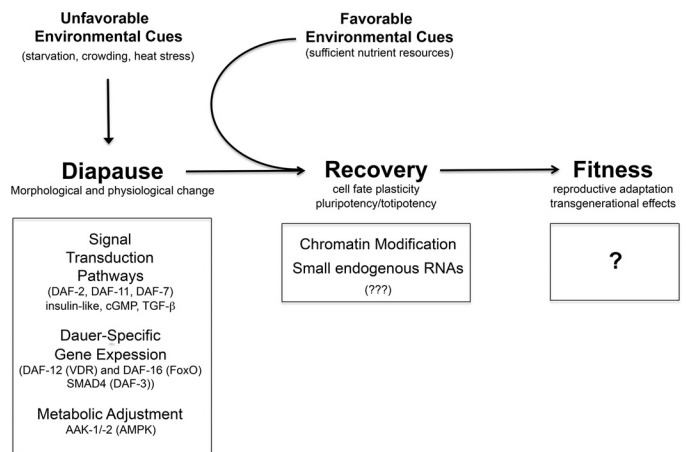 Unfavorable
Environmental Cues
(starvation, crowding, heat stress)
Favorable
Environmental Cues
(sufficient nutrient resources)
Diapause
Morphological and physiological change
Recovery
cell fate plasticity
pluripotency/totipotency
Fitness
reproductive adaptation
transgenerational effects
Signal
Transduction
Pathways
(DAF-2, DAF-11, DAF-7)
insulin-like, cGMP, TGF-β
Dauer-Specific
Gene Expession
(DAF-12 (VDR) and DAF-16 (FoxO)
SMAD4 (DAF-3))
Metabolic Adjustment
AAK-1/-2 (AMPK)
Chromatin Modification
Small endogenous RNAs
(???)
?